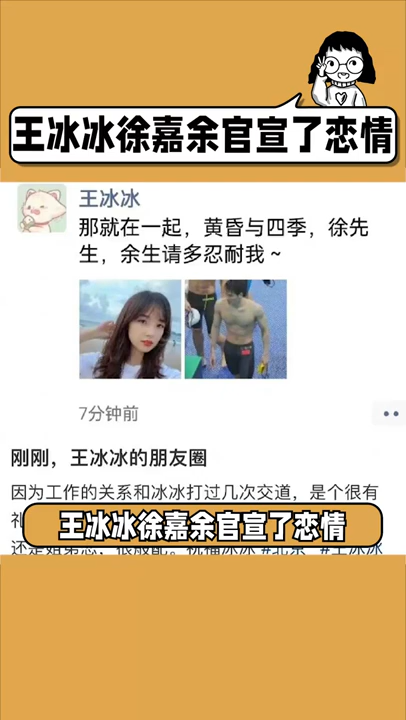 王冰冰徐嘉余官宣了恋情
王冰冰
那就在一起，黄昏与四季，徐先
生，余生请多忍耐我~
7分钟前
刚刚，王冰冰的朋友圈
因为工作的关系和冰冰打过几次交道，是个很有
礼
王冰冰徐嘉余官宣了恋情